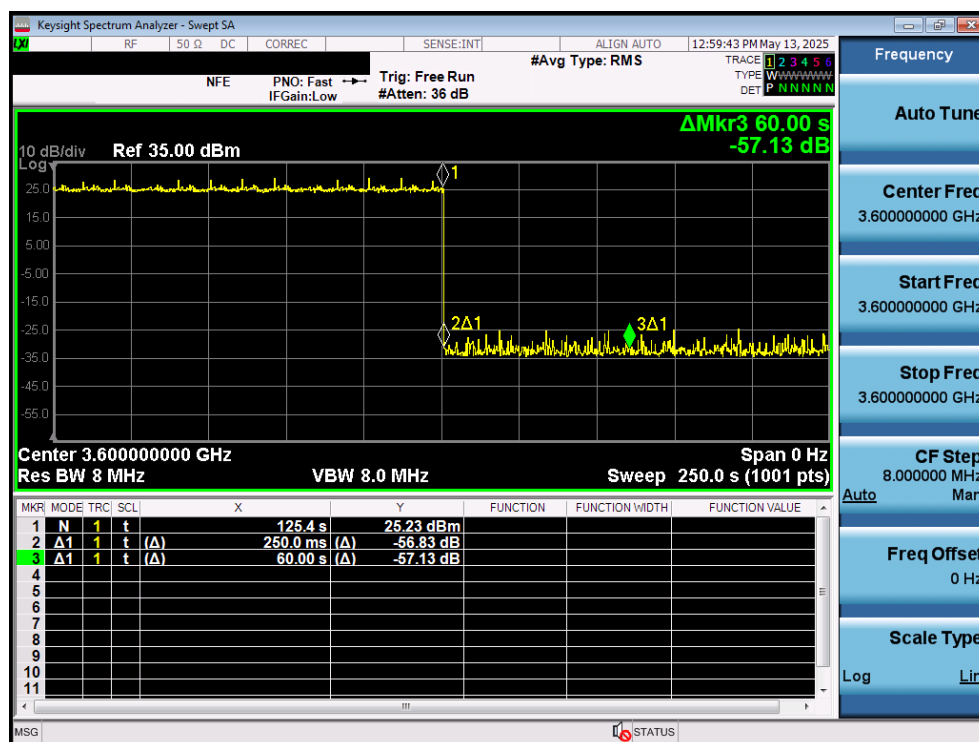 Keysight Spectrum Analyzer - Swept SA
LXI RF 50 Ω DC CORREC SENSE:INT ALIGN AUTO 12:59:43 PM May 13, 2025
#Avg Type: RMS
TRACE 1 2 3 4 5 6
TYPE W W W W W W
DET P N N N N N
NFE PNO: Fast Trig: Free Run
IFGain:Low #Atten: 36 dB
ΔMkr3 60.00 s
-57.13 dB
10 dB/div Ref 35.00 dBm
Log
25.0
15.0
5.00
-5.00
-15.0
-25.0
-35.0
-45.0
-55.0
1
2Δ1
3Δ1
Center 3.600000000 GHz Span 0 Hz
Res BW 8 MHz VBW 8.0 MHz Sweep 250.0 s (1001 pts)
MKR MODE TRC SCL X Y FUNCTION FUNCTION WIDTH FUNCTION VALUE
1 N 1 t 125.4 s 25.23 dBm
2 Δ1 1 t (Δ) 250.0 ms (Δ) -56.83 dB
3 Δ1 1 t (Δ) 60.00 s (Δ) -57.13 dB
4
5
6
7
8
9
10
11
MSG STATUS
Frequency
Auto Tune
Center Freq
3.600000000 GHz
Start Freq
3.600000000 GHz
Stop Freq
3.600000000 GHz
CF Step
8.000000 MHz
Auto Man
Freq Offset
0 Hz
Scale Type
Log Lin